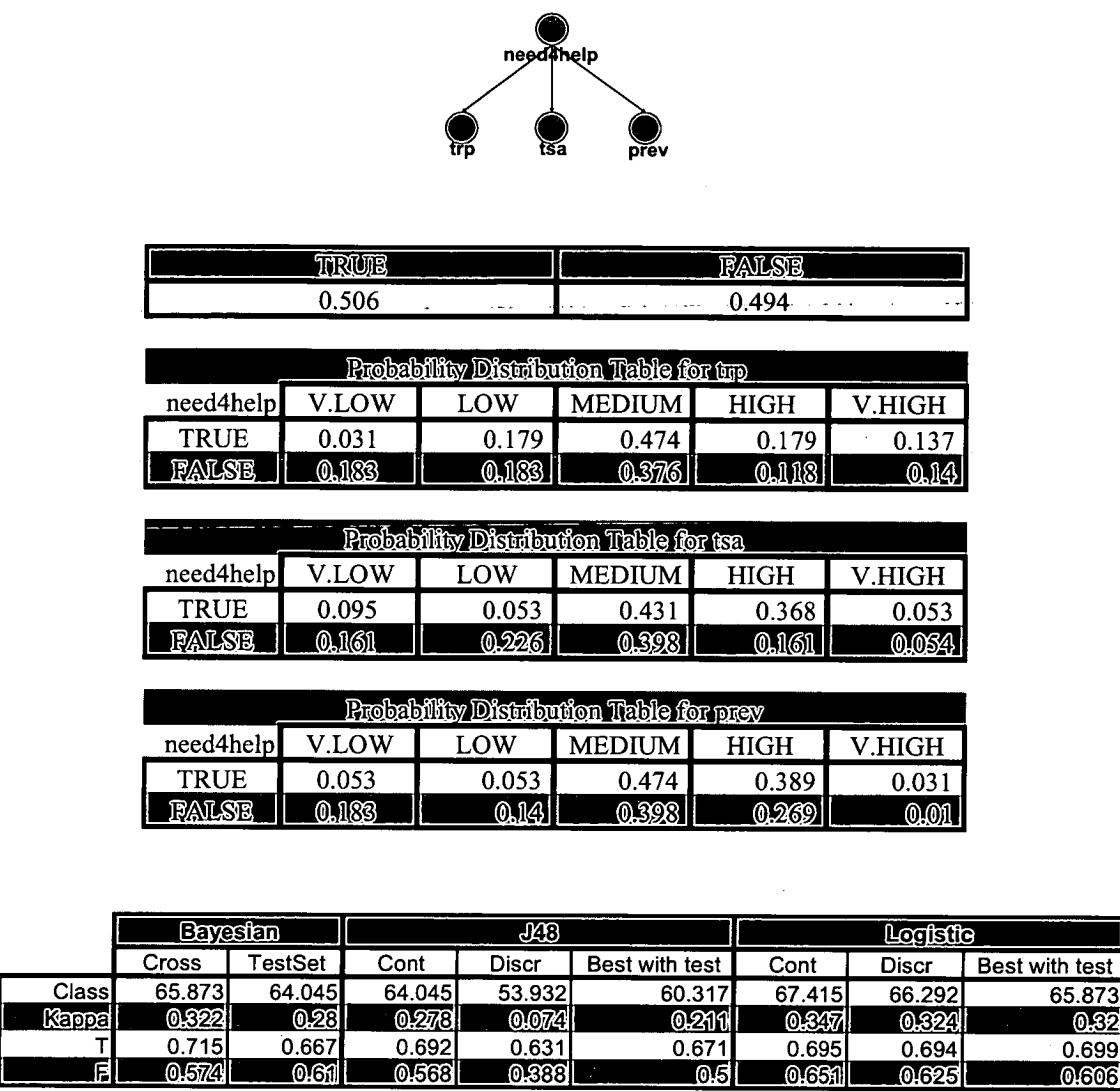 need4help
trp tsa prev
TRUE FALSE
0.506 0.494
Probability Distribution Table for trp
need4help V.LOW LOW MEDIUM HIGH V.HIGH
TRUE 0.031 0.179 0.474 0.179 0.137
FALSE 0.183 0.183 0.376 0.118 0.14
Probability Distribution Table for tsa
need4help V.LOW LOW MEDIUM HIGH V.HIGH
TRUE 0.095 0.053 0.431 0.368 0.053
FALSE 0.161 0.226 0.398 0.161 0.054
Probability Distribution Table for prev
need4help V.LOW LOW MEDIUM HIGH V.HIGH
TRUE 0.053 0.053 0.474 0.389 0.031
FALSE 0.183 0.14 0.398 0.269 0.01
Bayesian J48 Logistic
Cross TestSet Cont Discr Best with test Cont Discr Best with test
Class 65.873 64.045 64.045 53.932 60.317 67.415 66.292 65.873
Kappa 0.322 0.28 0.278 0.074 0.211 0.347 0.324 0.32
T 0.715 0.667 0.692 0.631 0.671 0.695 0.694 0.699
F 0.574 0.61 0.568 0.388 0.5 0.651 0.625 0.606